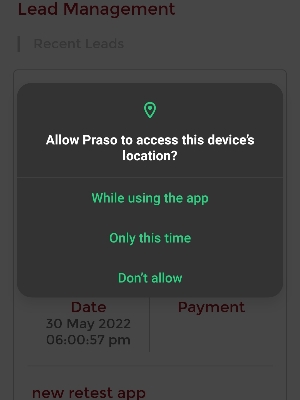 Lead Management
Recent Leads
Allow Praso to access this device's
location?
While using the app
Only this time
Don't allow
Date
Payment
30 May 2022
06:00:57 pm
new retest app